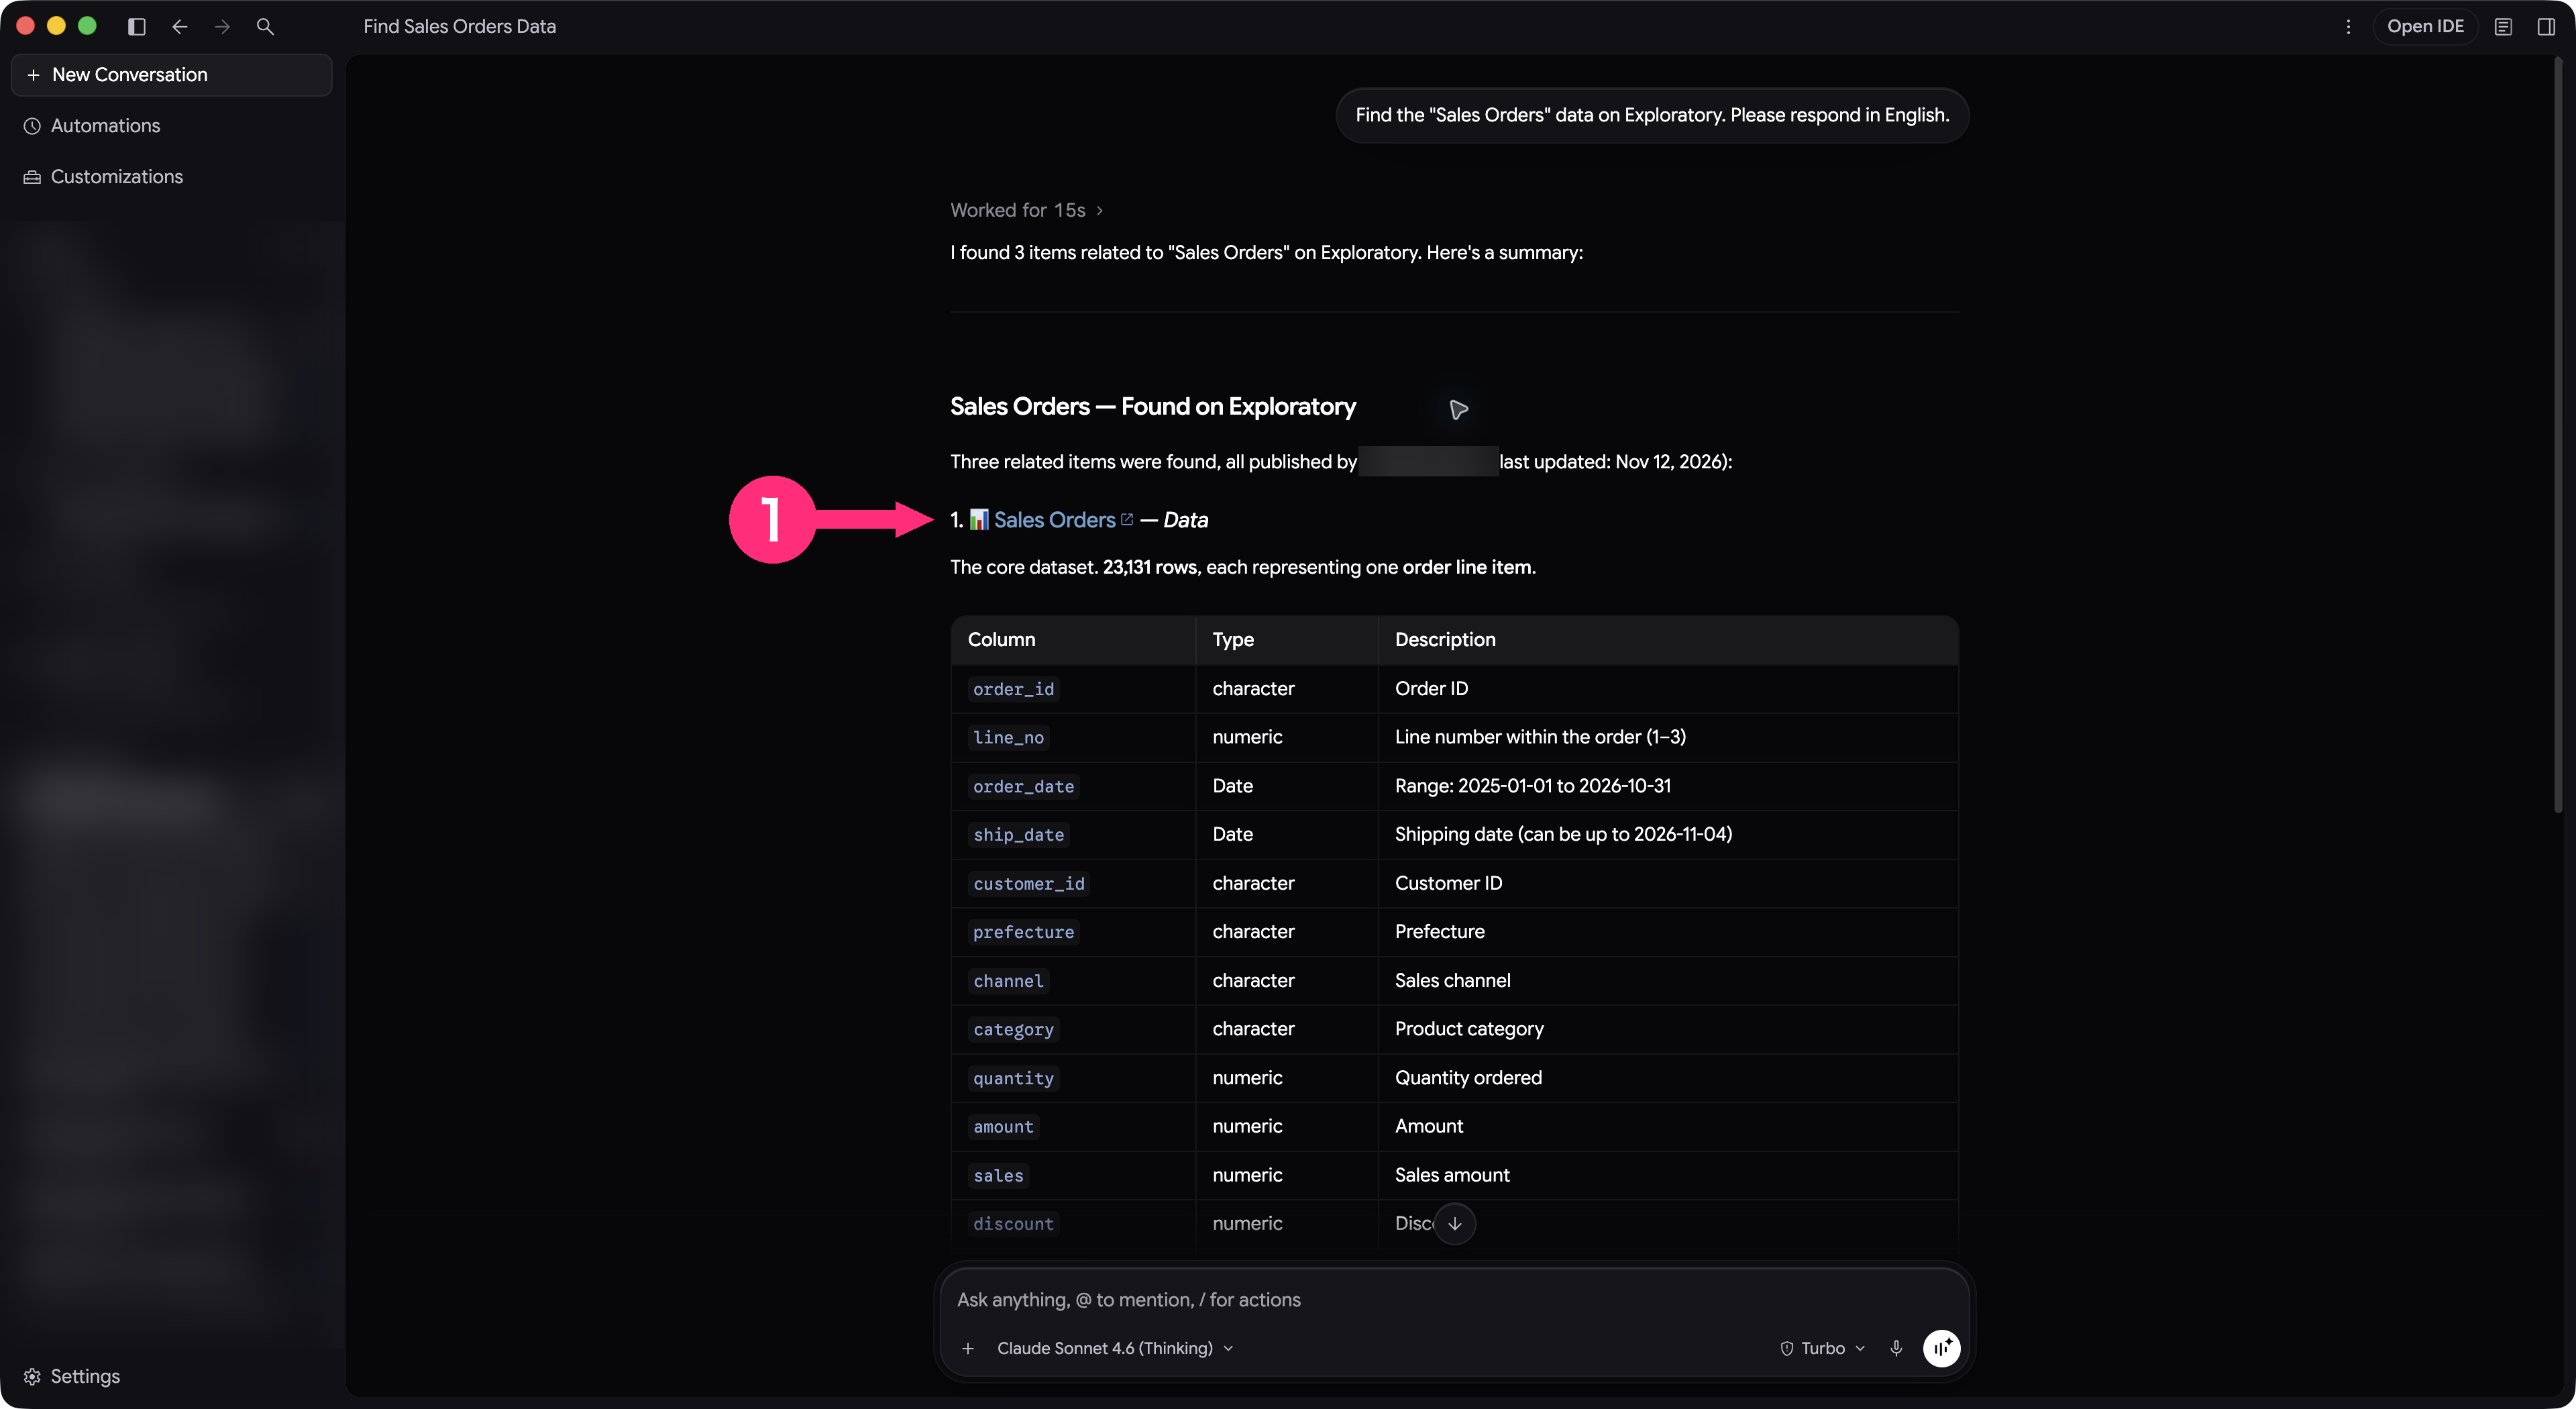 Find Sales Orders Data
Open IDE
New Conversation
Automations
Customizations
Find the "Sales Orders" data on Exploratory. Please respond in English.
Worked for 15s
I found 3 items related to "Sales Orders" on Exploratory. Here's a summary:
Sales Orders — Found on Exploratory
Three related items were found, all published by last updated: Nov 12, 2026):
1
1. Sales Orders — Data
The core dataset. 23,131 rows, each representing one order line item.
Column Type Description
order_id character Order ID
line_no numeric Line number within the order (1–3)
order_date Date Range: 2025-01-01 to 2026-10-31
ship_date Date Shipping date (can be up to 2026-11-04)
customer_id character Customer ID
prefecture character Prefecture
channel character Sales channel
category character Product category
quantity numeric Quantity ordered
amount numeric Amount
sales numeric Sales amount
discount numeric
Ask anything, @ to mention, / for actions
Claude Sonnet 4.6 (Thinking)
Turbo
Settings